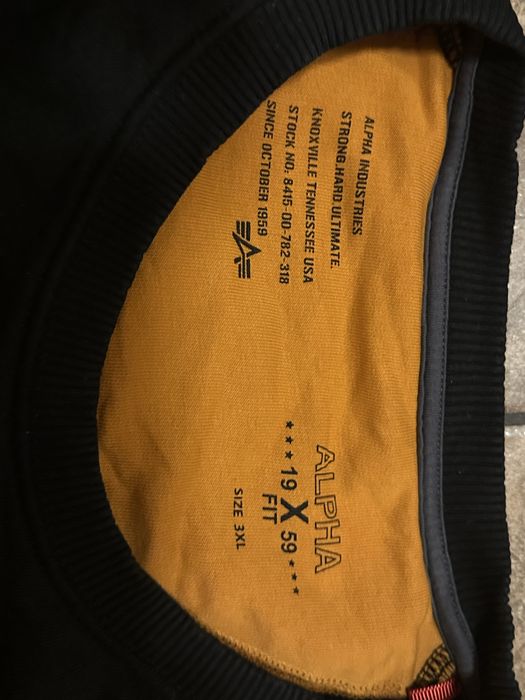 ALPHA INDUSTRIES
STRONG.HARD.ULTIMATE.
KNOXVILLE TENNESSEE USA
STOCK NO. 8415-00-782-318
SINCE OCTOBER 1959
ALPHA
★★★ 19 X 59 ★★★
FIT
SIZE 3XL